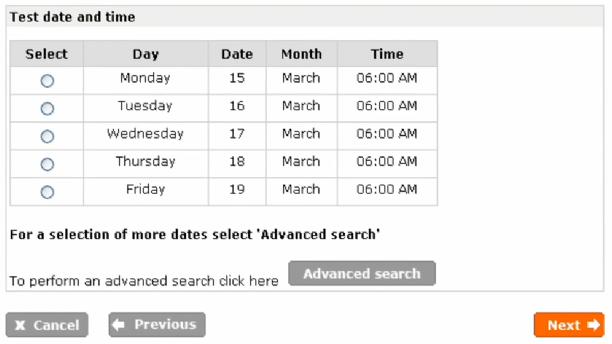 Test date and time
Select Day Date Month Time
Monday 15 March 06:00 AM
Tuesday 16 March 06:00 AM
Wednesday 17 March 06:00 AM
Thursday 18 March 06:00 AM
Friday 19 March 06:00 AM
For a selection of more dates select 'Advanced search'
To perform an advanced search click here Advanced search
X Cancel Previous Next